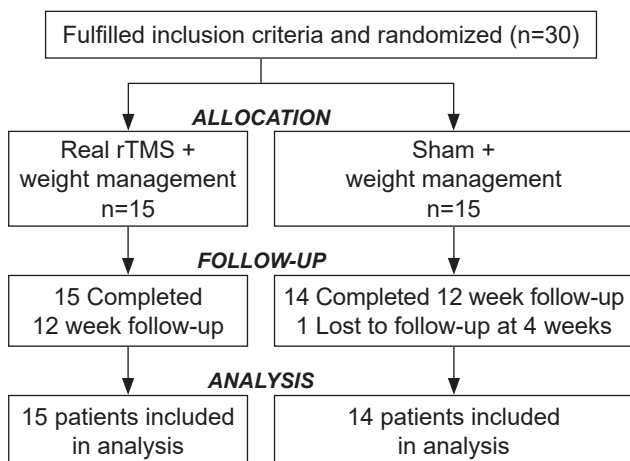 Fulfilled inclusion criteria and randomized (n=30)
ALLOCATION
Real rTMS +
weight management
n=15
Sham +
weight management
n=15
FOLLOW-UP
15 Completed
12 week follow-up
14 Completed 12 week follow-up
1 Lost to follow-up at 4 weeks
ANALYSIS
15 patients included
in analysis
14 patients included
in analysis